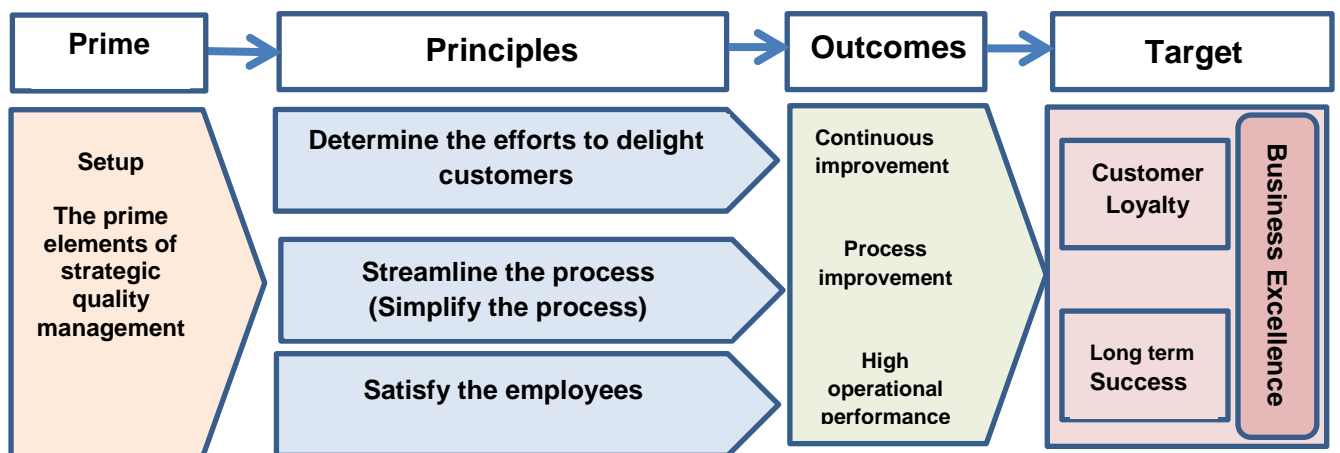 Prime
Principles
Outcomes
Target
Setup
The prime
elements of
strategic
quality
management
Determine the efforts to delight
customers
Streamline the process
(Simplify the process)
Satisfy the employees
Continuous
improvement
Process
improvement
High
operational
performance
Customer
Loyalty
Long term
Success
Business Excellence